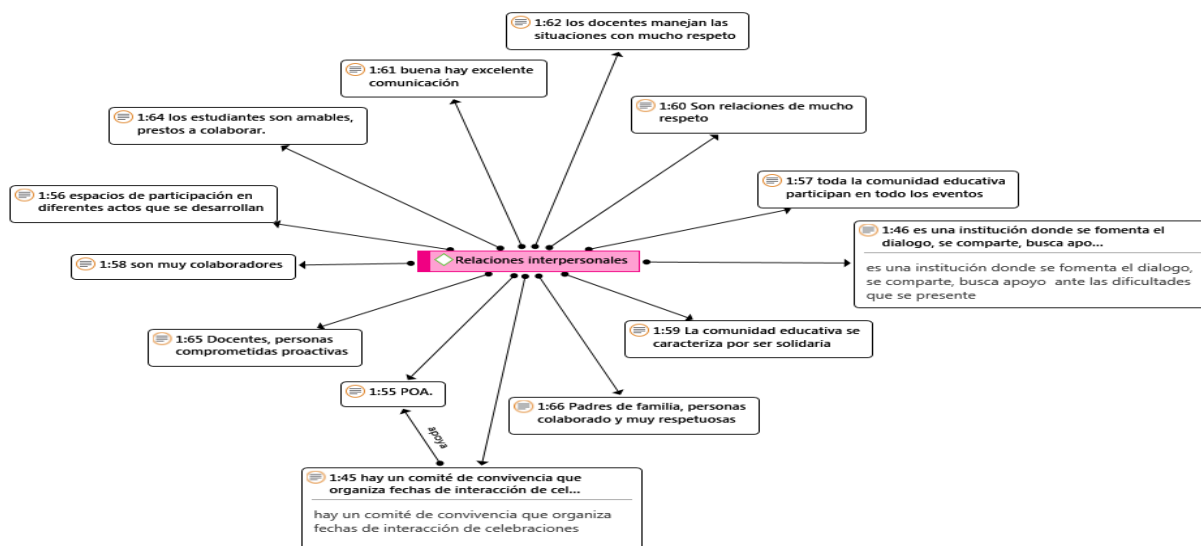 1:62 los docentes manejan las
situaciones con mucho respeto
1:61 buena hay excelente
comunicación
1:60 Son relaciones de mucho
respeto
1:64 los estudiantes son amables,
prestos a colaborar.
1:57 toda la comunidad educativa
participan en todo los eventos
1:56 espacios de participación en
diferentes actos que se desarrollan
1:46 es una institución donde se fomenta el
dialogo, se comparte, busca apo...
es una institución donde se fomenta el dialogo,
se comparte, busca apoyo ante las dificultades
que se presente
Relaciones interpersonales
1:58 son muy colaboradores
1:65 Docentes, personas
comprometidas proactivas
1:59 La comunidad educativa se
caracteriza por ser solidaria
1:55 POA.
1:66 Padres de familia, personas
colaborado y muy respetuosas
apoya
1:45 hay un comité de convivencia que
organiza fechas de interacción de cel...
hay un comité de convivencia que organiza
fechas de interacción de celebraciones